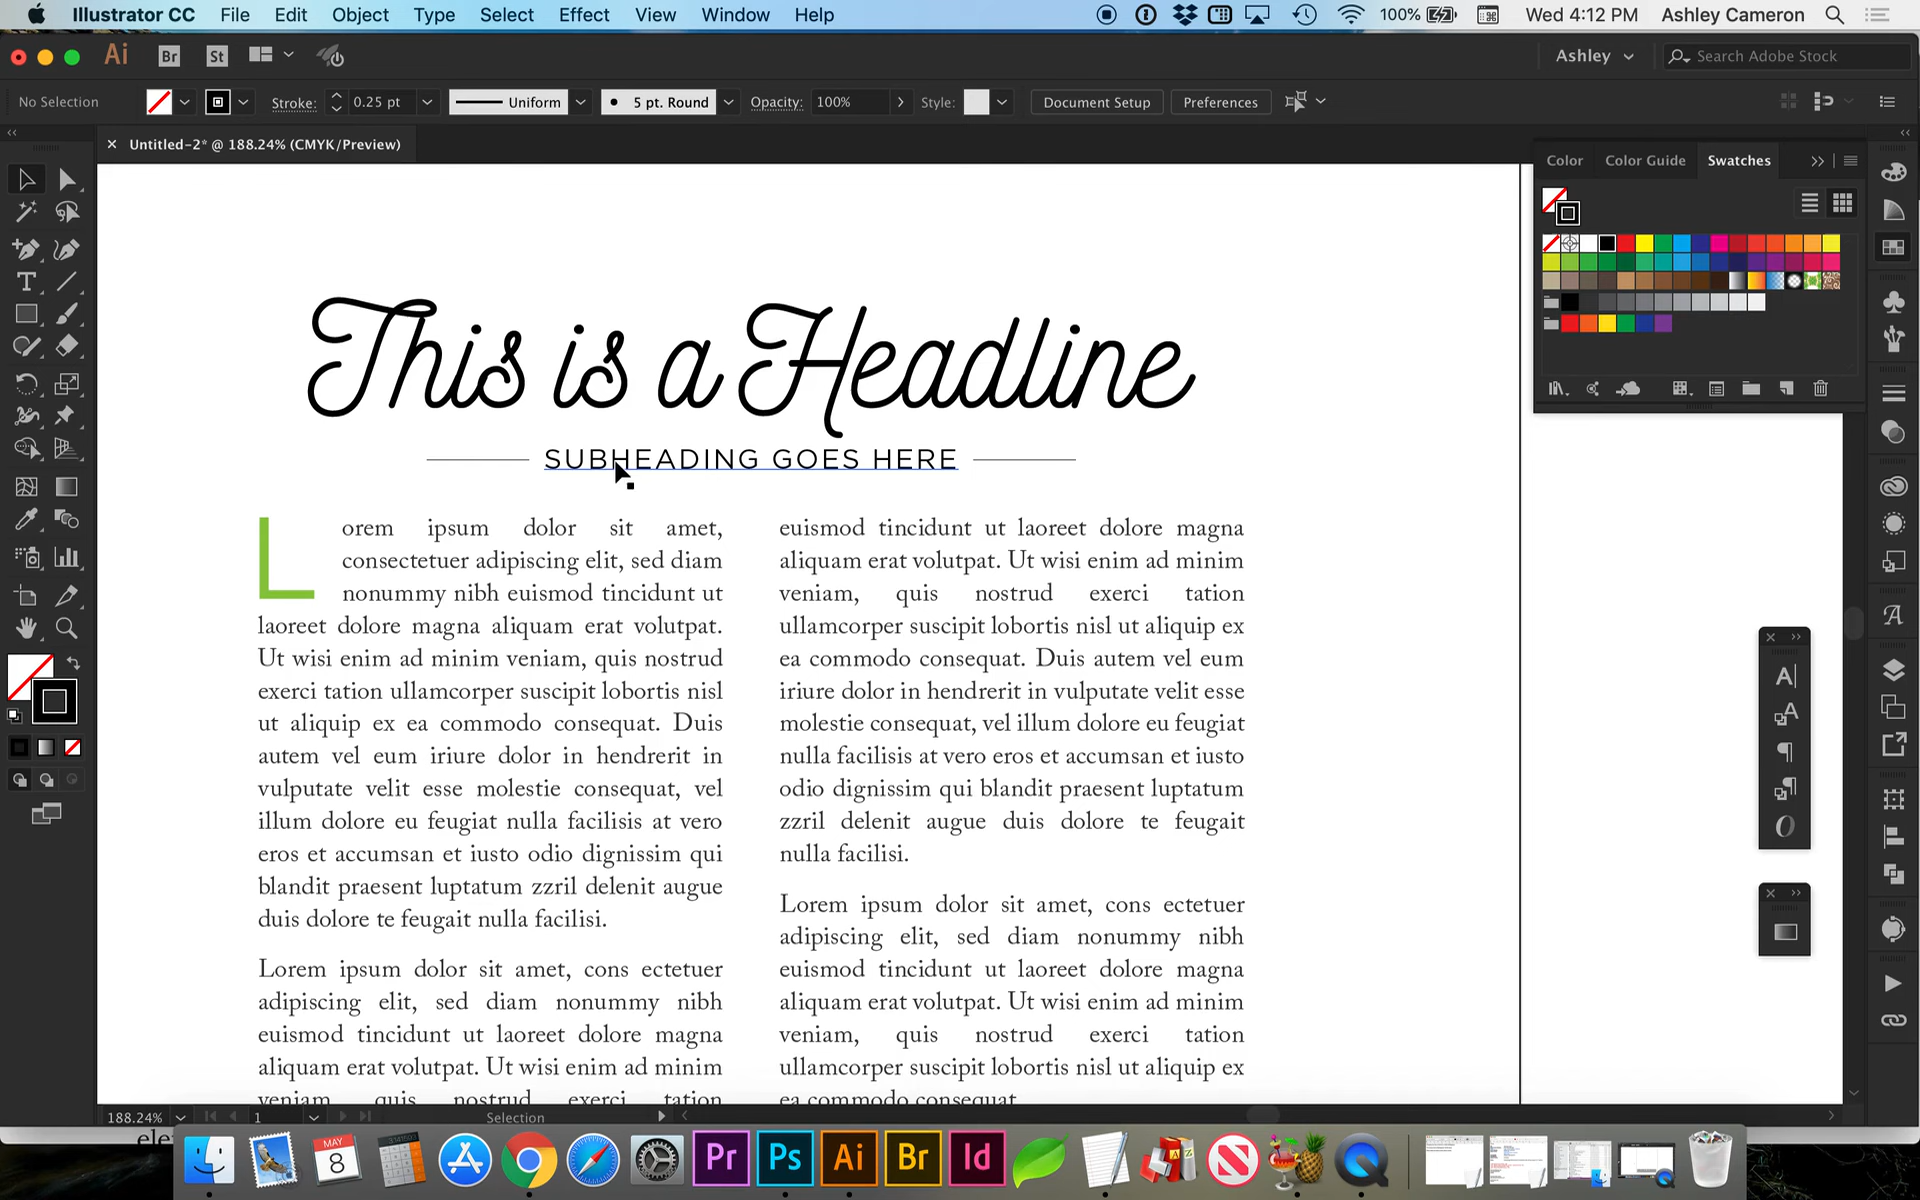 Illustrator CC File Edit Object Type Select Effect View Window Help 100% Wed 4:12 PM Ashley Cameron
Ai Br St Ashley Search Adobe Stock
No Selection Stroke: 0.25 pt Uniform 5 pt. Round Opacity: 100% Style: Document Setup Preferences
Untitled-2* @ 188.24% (CMYK/Preview)
Color Color Guide Swatches
This is a Headline
SUBHEADING GOES HERE
Lorem ipsum dolor sit amet,
consectetuer adipiscing elit, sed diam
nonummy nibh euismod tincidunt ut
laoreet dolore magna aliquam erat volutpat.
Ut wisi enim ad minim veniam, quis nostrud
exerci tation ullamcorper suscipit lobortis nisl
ut aliquip ex ea commodo consequat. Duis
autem vel eum iriure dolor in hendrerit in
vulputate velit esse molestie consequat, vel
illum dolore eu feugiat nulla facilisis at vero
eros et accumsan et iusto odio dignissim qui
blandit praesent luptatum zzril delenit augue
duis dolore te feugait nulla facilisi.
Lorem ipsum dolor sit amet, cons ectetuer
adipiscing elit, sed diam nonummy nibh
euismod tincidunt ut laoreet dolore magna
aliquam erat volutpat. Ut wisi enim ad minim
veniam quis nostrud exerci tation
euismod tincidunt ut laoreet dolore magna
aliquam erat volutpat. Ut wisi enim ad minim
veniam, quis nostrud exerci tation
ullamcorper suscipit lobortis nisl ut aliquip ex
ea commodo consequat. Duis autem vel eum
iriure dolor in hendrerit in vulputate velit esse
molestie consequat, vel illum dolore eu feugiat
nulla facilisis at vero eros et accumsan et iusto
odio dignissim qui blandit praesent luptatum
zzril delenit augue duis dolore te feugait
nulla facilisi.
Lorem ipsum dolor sit amet, cons ectetuer
adipiscing elit, sed diam nonummy nibh
euismod tincidunt ut laoreet dolore magna
aliquam erat volutpat. Ut wisi enim ad minim
veniam, quis nostrud exerci tation
ullamcorper suscipit lobortis nisl ut aliquip ex
ea commodo consequat
188.24% 1 Selection
MAY
8
Pr Ps Ai Br Id